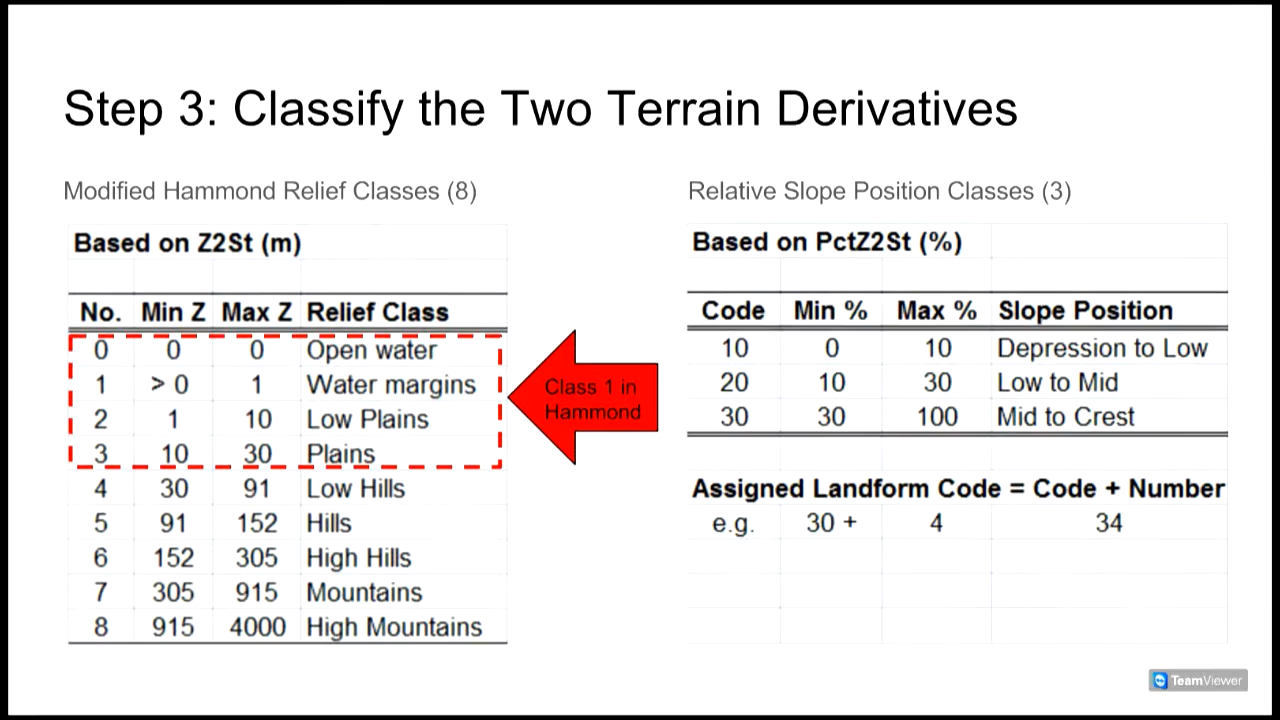 Step 3: Classify the Two Terrain Derivatives
Modified Hammond Relief Classes (8)
Based on Z2St (m)
No. Min Z Max Z Relief Class
0 0 0 Open water
1 > 0 1 Water margins
2 1 10 Low Plains
3 10 30 Plains
4 30 91 Low Hills
5 91 152 Hills
6 152 305 High Hills
7 305 915 Mountains
8 915 4000 High Mountains
Class 1 in
Hammond
Relative Slope Position Classes (3)
Based on PctZ2St (%)
Code Min % Max % Slope Position
10 0 10 Depression to Low
20 10 30 Low to Mid
30 30 100 Mid to Crest
Assigned Landform Code = Code + Number
e.g. 30 + 4 34
TeamViewer